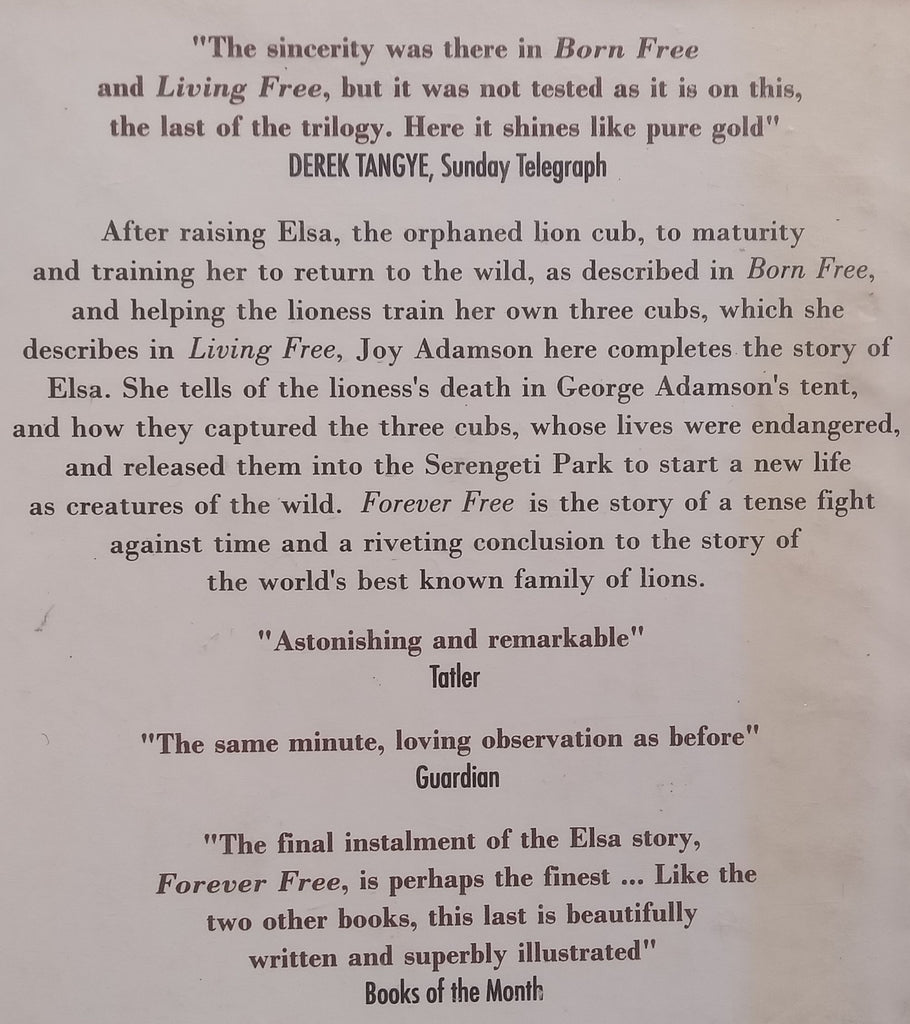 "The sincerity was there in Born Free
and Living Free, but it was not tested as it is on this,
the last of the trilogy. Here it shines like pure gold"
DEREK TANGYE, Sunday Telegraph
After raising Elsa, the orphaned lion cub, to maturity
and training her to return to the wild, as described in Born Free,
and helping the lioness train her own three cubs, which she
describes in Living Free, Joy Adamson here completes the story of
Elsa. She tells of the lioness's death in George Adamson's tent,
and how they captured the three cubs, whose lives were endangered,
and released them into the Serengeti Park to start a new life
as creatures of the wild. Forever Free is the story of a tense fight
against time and a riveting conclusion to the story of
the world's best known family of lions.
"Astonishing and remarkable"
Tatler
"The same minute, loving observation as before"
Guardian
"The final instalment of the Elsa story,
Forever Free, is perhaps the finest ... Like the
two other books, this last is beautifully
written and superbly illustrated"
Books of the Month